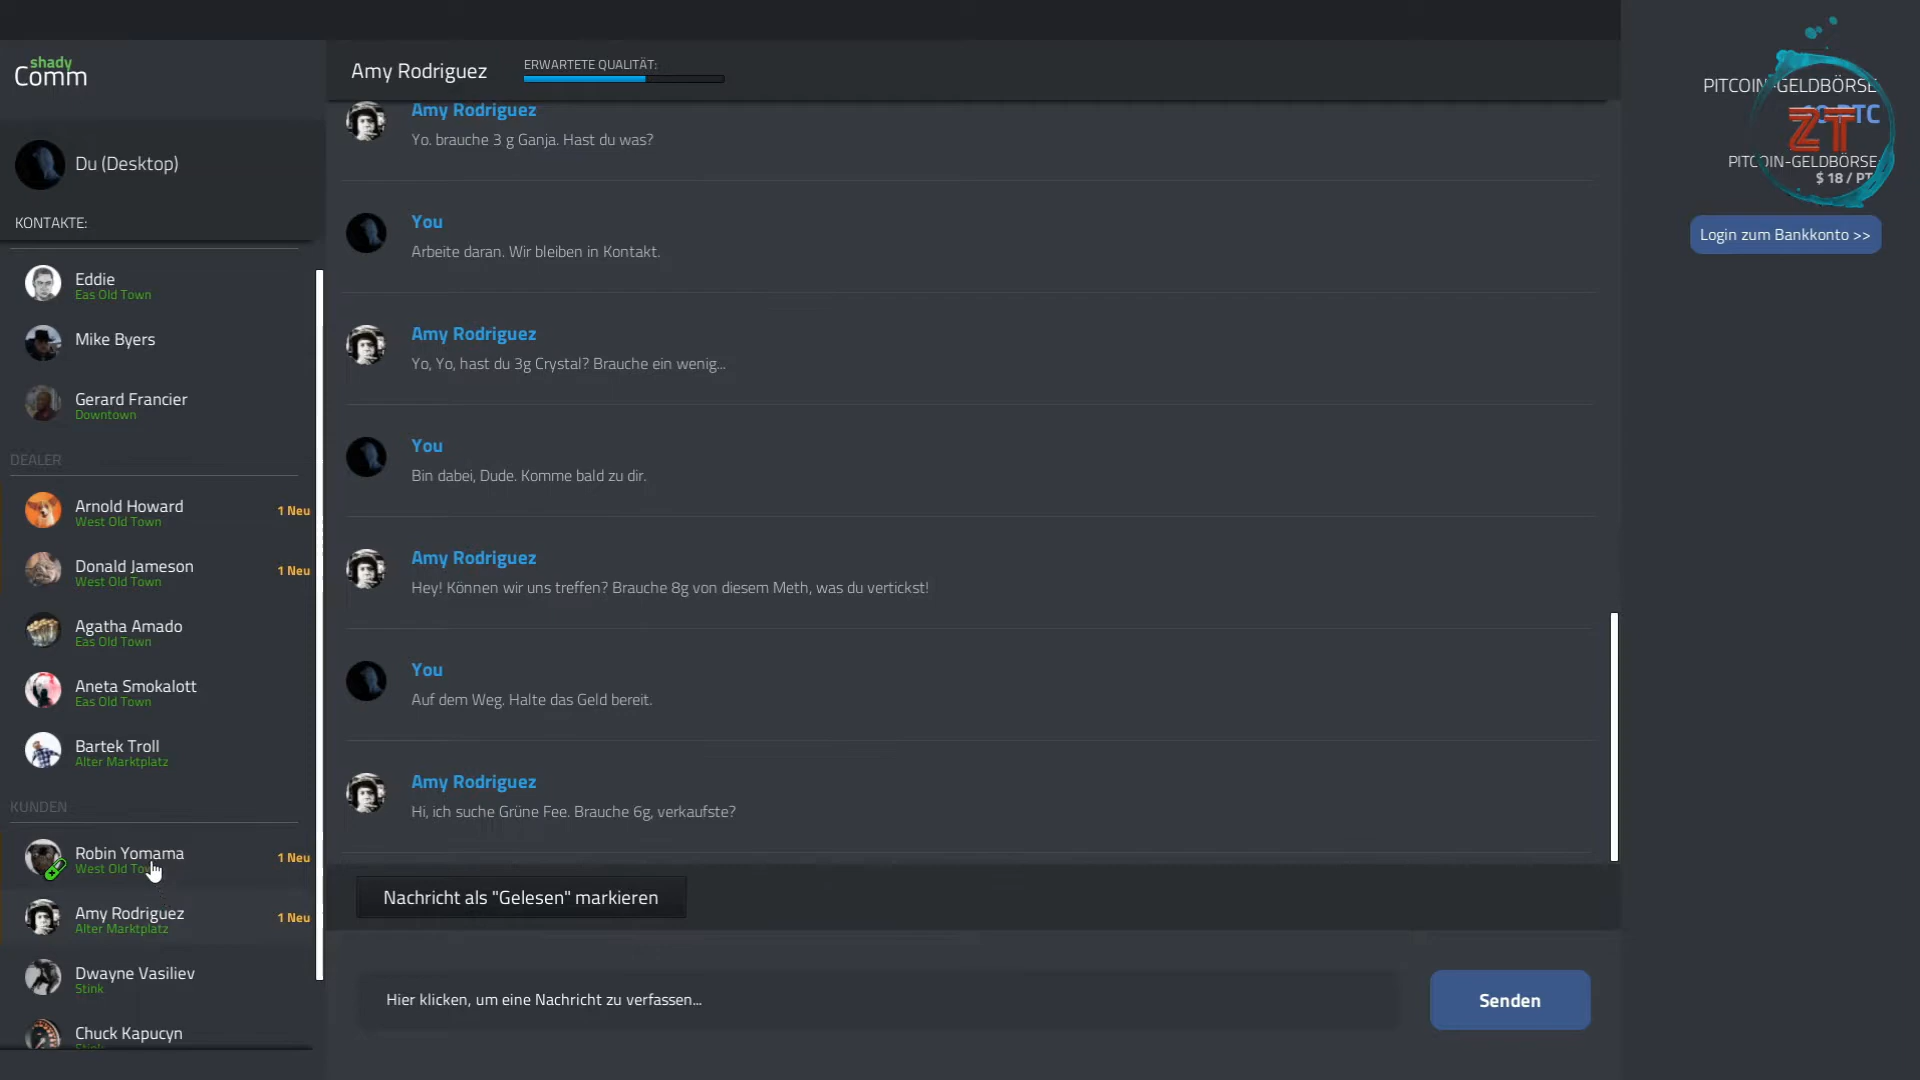 shady
Comm
Du (Desktop)
KONTAKTE:
Eddie
Eas Old Town
Mike Byers
Gerard Francier
Downtown
DEALER
Arnold Howard
West Old Town
1 Neu
Donald Jameson
West Old Town
1 Neu
Agatha Amado
Eas Old Town
Aneta Smokalott
Eas Old Town
Bartek Troll
Alter Marktplatz
KUNDEN
Robin Yomama
West Old
1 Neu
Amy Rodriguez
Alter Marktplatz
1 Neu
Dwayne Vasiliev
Stink
Chuck Kapucyn
Amy Rodriguez
ERWARTETE QUALITÄT:
Amy Rodriguez
Yo. brauche 3 g Ganja. Hast du was?
You
Arbeite daran. Wir bleiben in Kontakt.
Amy Rodriguez
Yo, Yo, hast du 3g Crystal? Brauche ein wenig...
You
Bin dabei, Dude. Komme bald zu dir.
Amy Rodriguez
Hey! Können wir uns treffen? Brauche 8g von diesem Meth, was du vertickst!
You
Auf dem Weg. Halte das Geld bereit.
Amy Rodriguez
Hi, ich suche Grüne Fee. Brauche 6g, verkaufste?
Nachricht als "Gelesen" markieren
Hier klicken, um eine Nachricht zu verfassen...
Senden
PITCOIN-GELDBÖRSE
ZT
PITCOIN-GELDBÖRSE:
$ 18 /
Login zum Bankkonto >>